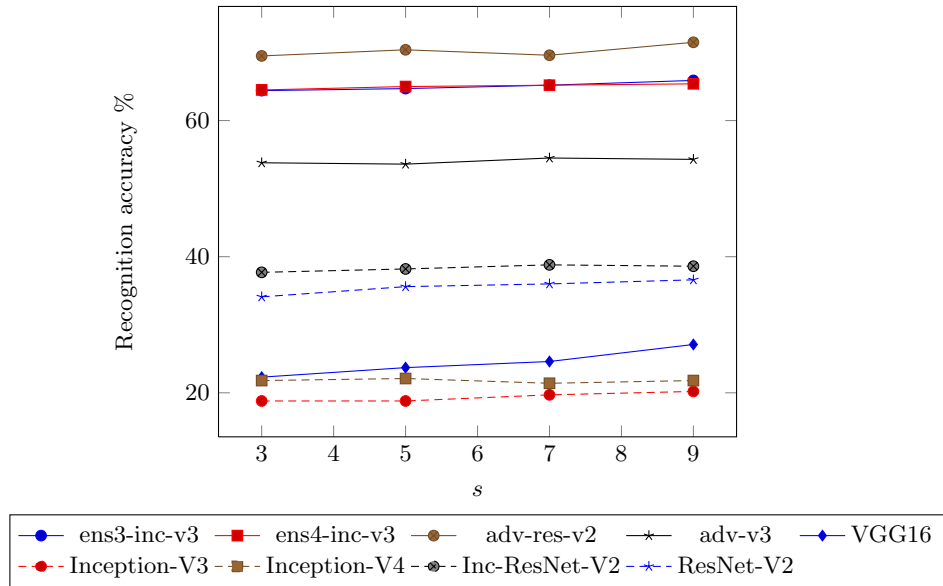 Recognition accuracy %
60
40
20
3 4 5 6 7 8 9
s
ens3-inc-v3 ens4-inc-v3 adv-res-v2 adv-v3 VGG16
Inception-V3 Inception-V4 Inc-ResNet-V2 ResNet-V2